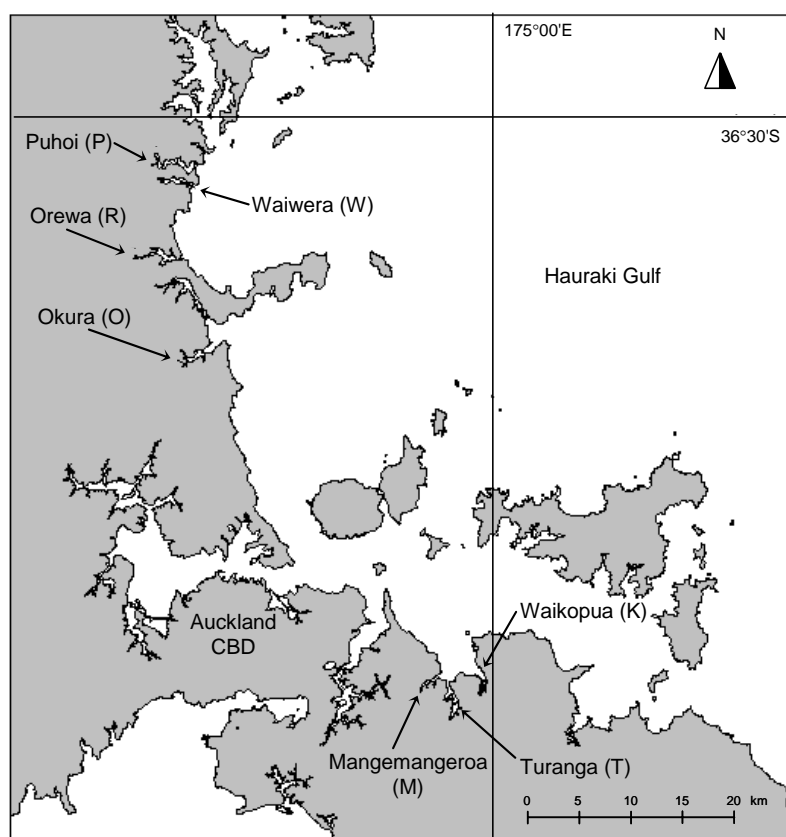 175°00'E
N
36°30'S
Puhoi (P)
Waiwera (W)
Orewa (R)
Hauraki Gulf
Okura (O)
Waikopua (K)
Auckland
CBD
Mangemangeroa
(M)
Turanga (T)
0 5 10 15 20 km